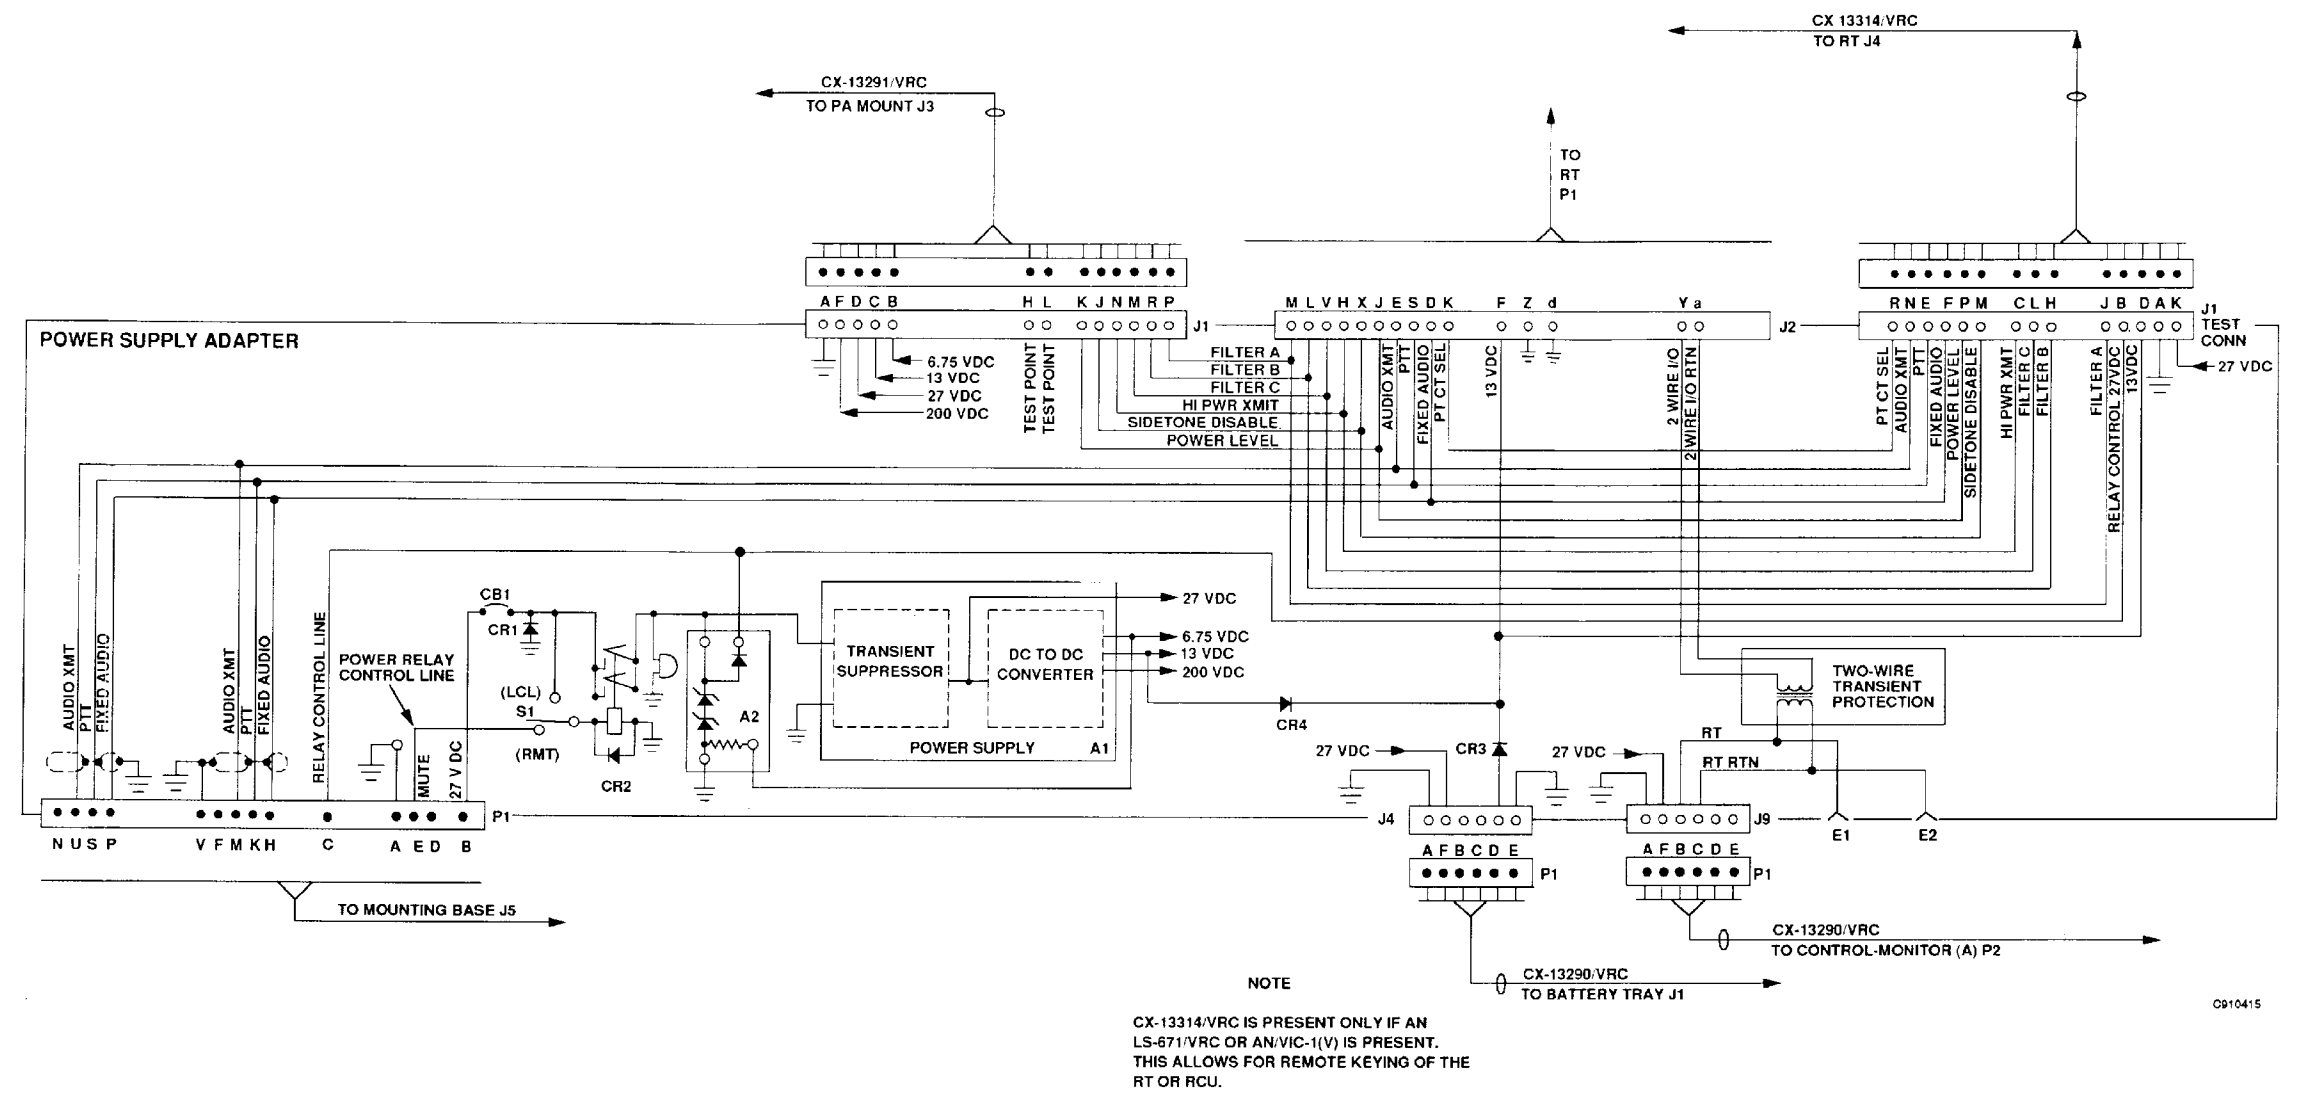 CX 13314/VRC
TO RT J4
CX-13291/VRC
TO PA MOUNT J3
TO
RT
P1
POWER SUPPLY ADAPTER
A F D C B
H L
K J N M R P
J1
M L V H X J E S D K
F Z d
Y a
J2
R N E F P M
C L H
J B D A K
J1
TEST
CONN
6.75 VDC
13 VDC
27 VDC
200 VDC
TEST POINT
TEST POINT
FILTER A
FILTER B
FILTER C
HI PWR XMIT
SIDETONE DISABLE
POWER LEVEL
AUDIO XMT
PTT
FIXED AUDIO
PT CT SEL
13 VDC
2 WIRE I/O
2 WIRE I/O RTN
PT CT SEL
AUDIO XMT
PTT
FIXED AUDIO
POWER LEVEL
SIDETONE DISABLE
HI PWR XMT
FILTER C
FILTER B
FILTER A
RELAY CONTROL 27VDC
13VDC
27 VDC
AUDIO XMT
PTT
FIXED AUDIO
AUDIO XMT
PTT
FIXED AUDIO
RELAY CONTROL LINE
POWER RELAY
CONTROL LINE
MUTE
27 V DC
CB1
CR1
(LCL)
S1
(RMT)
CR2
A2
TRANSIENT
SUPPRESSOR
DC TO DC
CONVERTER
POWER SUPPLY
A1
27 VDC
6.75 VDC
13 VDC
200 VDC
CR4
CR3
27 VDC
27 VDC
TWO-WIRE
TRANSIENT
PROTECTION
RT
RT RTN
P1
N U S P
V F M K H
C
A E D
B
J4
J9
E1
E2
A F B C D E
P1
A F B C D E
P1
TO MOUNTING BASE J5
CX-13290/VRC
TO CONTROL-MONITOR (A) P2
CX-13290/VRC
TO BATTERY TRAY J1
NOTE
CX-13314/VRC IS PRESENT ONLY IF AN
LS-671/VRC OR AN/VIC-1(V) IS PRESENT.
THIS ALLOWS FOR REMOTE KEYING OF THE
RT OR RCU.
C910415